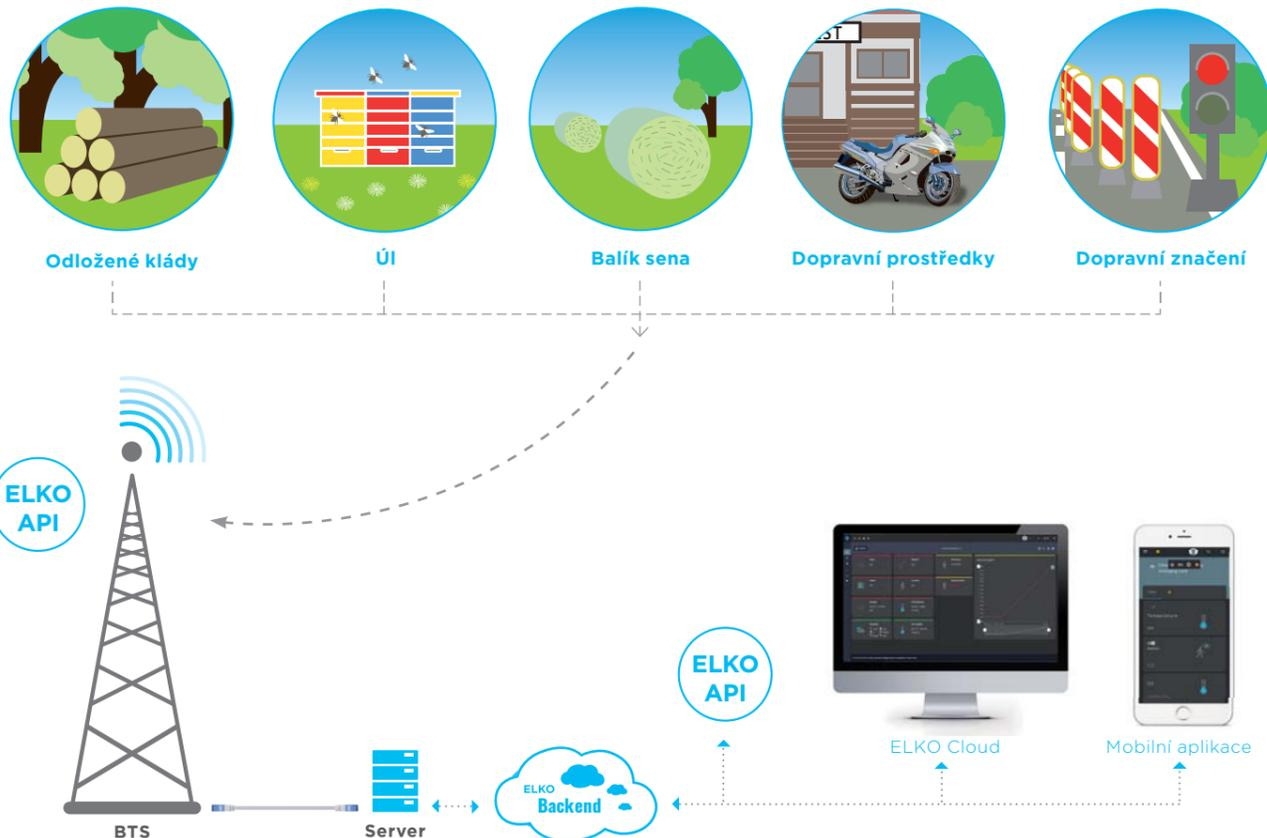 Odložené klády
Úl
Balík sena
Dopravní prostředky
Dopravní značení
ELKO
API
ELKO
API
ELKO Cloud
Mobilní aplikace
ELKO
Backend
BTS
Server